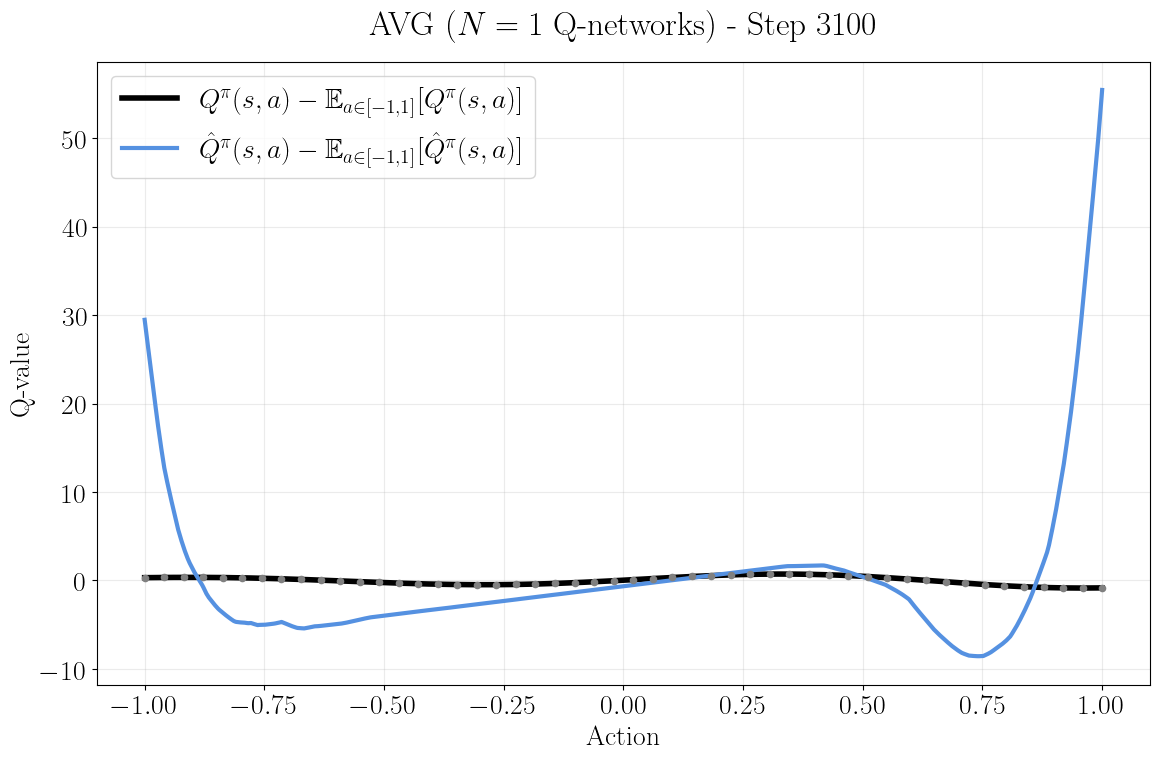 AVG (N = 1 Q-networks) - Step 3100
Q^π(s, a) − 𝔼_{a∈[−1,1]}[Q^π(s, a)]
Q̂^π(s, a) − 𝔼_{a∈[−1,1]}[Q̂^π(s, a)]
Q-value
50
40
30
20
10
0
−10
−1.00 −0.75 −0.50 −0.25 0.00 0.25 0.50 0.75 1.00
Action